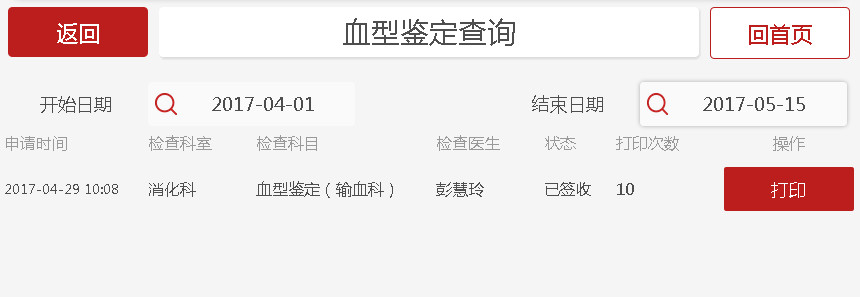 返回 血型鉴定查询 回首页
开始日期 2017-04-01 结束日期 2017-05-15
申请时间 检查科室 检查科目 检查医生 状态 打印次数 操作
2017-04-29 10:08 消化科 血型鉴定（输血科） 彭慧玲 已签收 10 打印